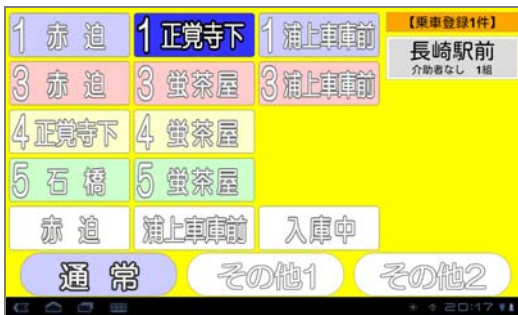 1 赤迫
1 正覚寺下
1 浦上車庫前
【乗車登録1件】
長崎駅前
介助者なし 1組
3 赤迫
3 蛍茶屋
3 浦上車庫前
4 正覚寺下
4 蛍茶屋
5 石橋
5 蛍茶屋
赤迫
浦上車庫前
入庫中
通常
その他1
その他2
20:17